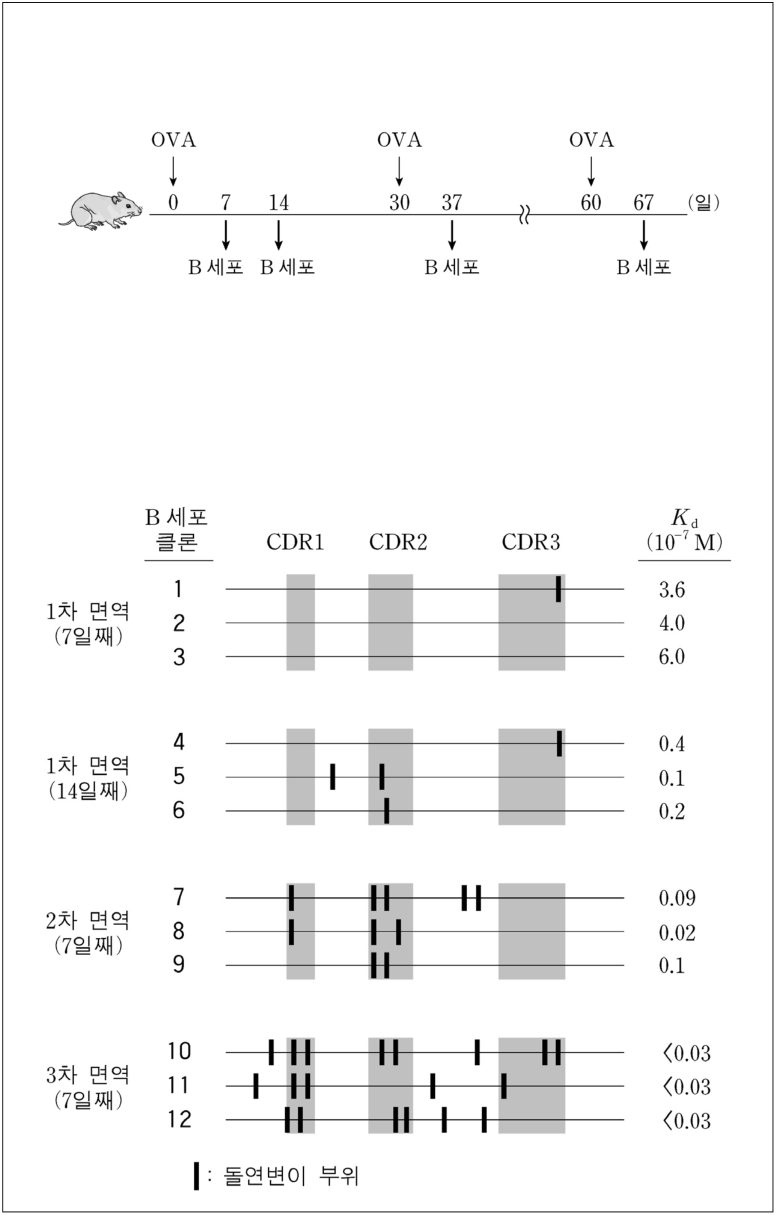 OVA OVA OVA
0 7 14 30 37 60 67 (일)
B 세포 B 세포 B 세포 B 세포
B 세포
클론 CDR1 CDR2 CDR3 Kd
(10⁻⁷ M)
1차 면역
(7일째)
1 3.6
2 4.0
3 6.0
1차 면역
(14일째)
4 0.4
5 0.1
6 0.2
2차 면역
(7일째)
7 0.09
8 0.02
9 0.1
3차 면역
(7일째)
10 <0.03
11 <0.03
12 <0.03
: 돌연변이 부위